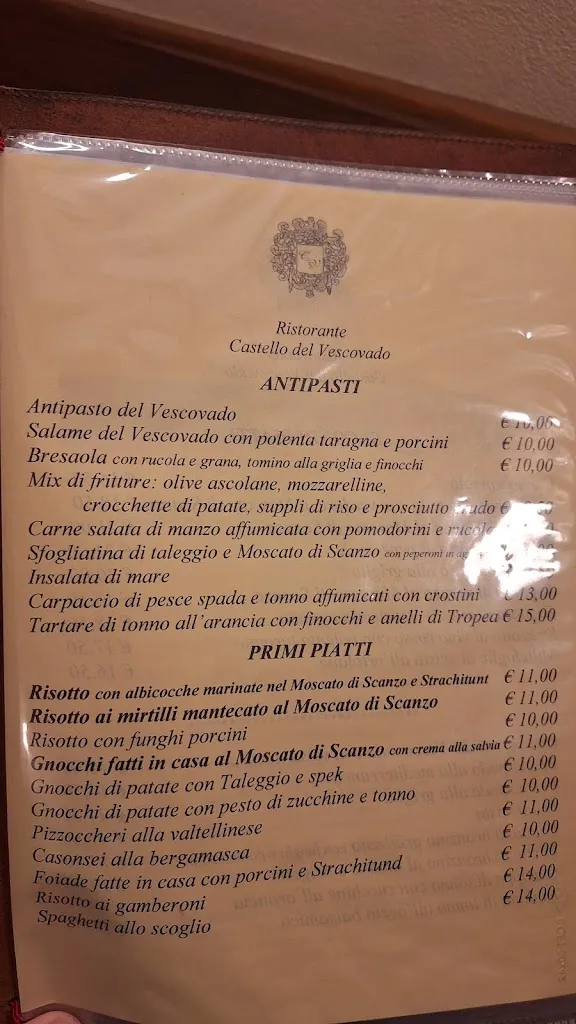 Ristorante
Castello del Vescovado
ANTIPASTI
Antipasto del Vescovado € 10,00
Salame del Vescovado con polenta taragna e porcini € 10,00
Bresaola con rucola e grana, tomino alla griglia e finocchi € 10,00
Mix di fritture: olive ascolane, mozzarelline,
crocchette di patate, suppli di riso e prosciutto crudo €
Carne salata di manzo affumicata con pomodorini e rucola
Sfogliatina di taleggio e Moscato di Scanzo con peperoni in
Insalata di mare
Carpaccio di pesce spada e tonno affumicati con crostini € 13,00
Tartare di tonno all'arancia con finocchi e anelli di Tropea € 15,00
PRIMI PIATTI
Risotto con albicocche marinate nel Moscato di Scanzo e Strachitunt € 11,00
Risotto ai mirtilli mantecato al Moscato di Scanzo € 11,00
Risotto con funghi porcini € 10,00
Gnocchi fatti in casa al Moscato di Scanzo con crema alla salvia € 11,00
Gnocchi di patate con Taleggio e spek € 10,00
Gnocchi di patate con pesto di zucchine e tonno € 10,00
Pizzoccheri alla valtellinese € 11,00
Casonsei alla bergamasca € 10,00
Foiade fatte in casa con porcini e Strachitund € 11,00
Risotto ai gamberoni € 14,00
Spaghetti allo scoglio € 14,00